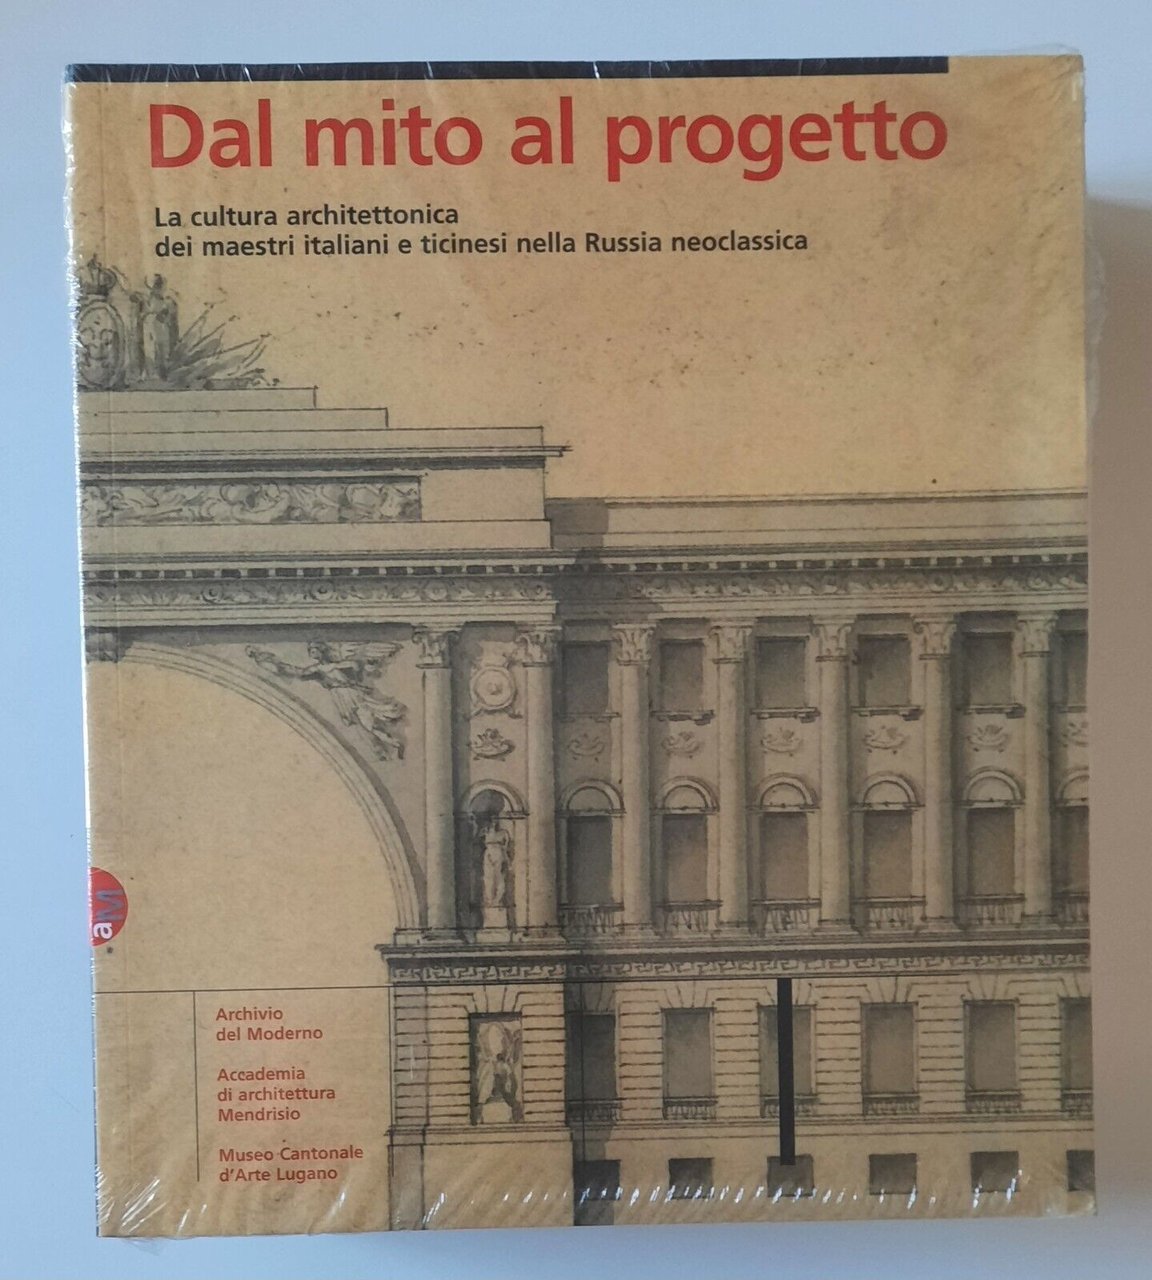 Dal mito al progetto
La cultura architettonica
dei maestri italiani e ticinesi nella Russia neoclassica
aM
Archivio
del Moderno
Accademia
di architettura
Mendrisio
Museo Cantonale
d'Arte Lugano